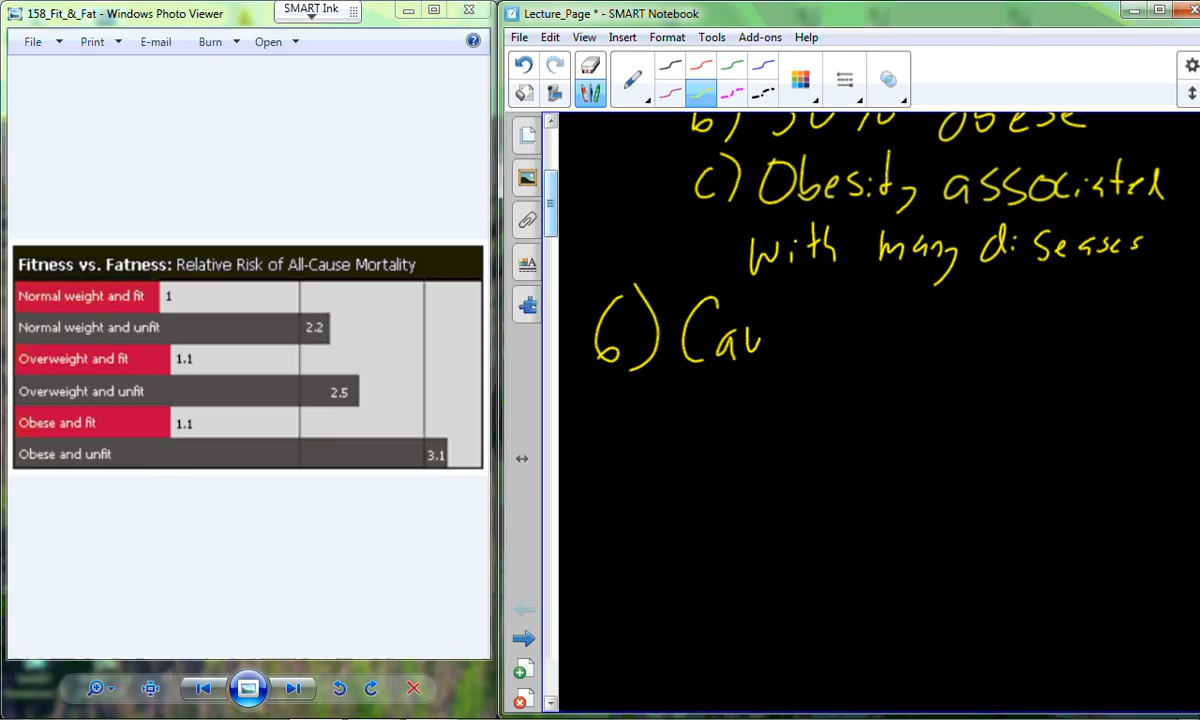 158_Fit_&_Fat - Windows Photo Viewer
SMART Ink
File Print E-mail Burn Open
Fitness vs. Fatness: Relative Risk of All-Cause Mortality
Normal weight and fit 1
Normal weight and unfit 2.2
Overweight and fit 1.1
Overweight and unfit 2.5
Obese and fit 1.1
Obese and unfit 3.1
Lecture_Page * - SMART Notebook
File Edit View Insert Format Tools Add-ons Help
b) 30% obese
c) Obesity associated
with many diseases
6) Cau